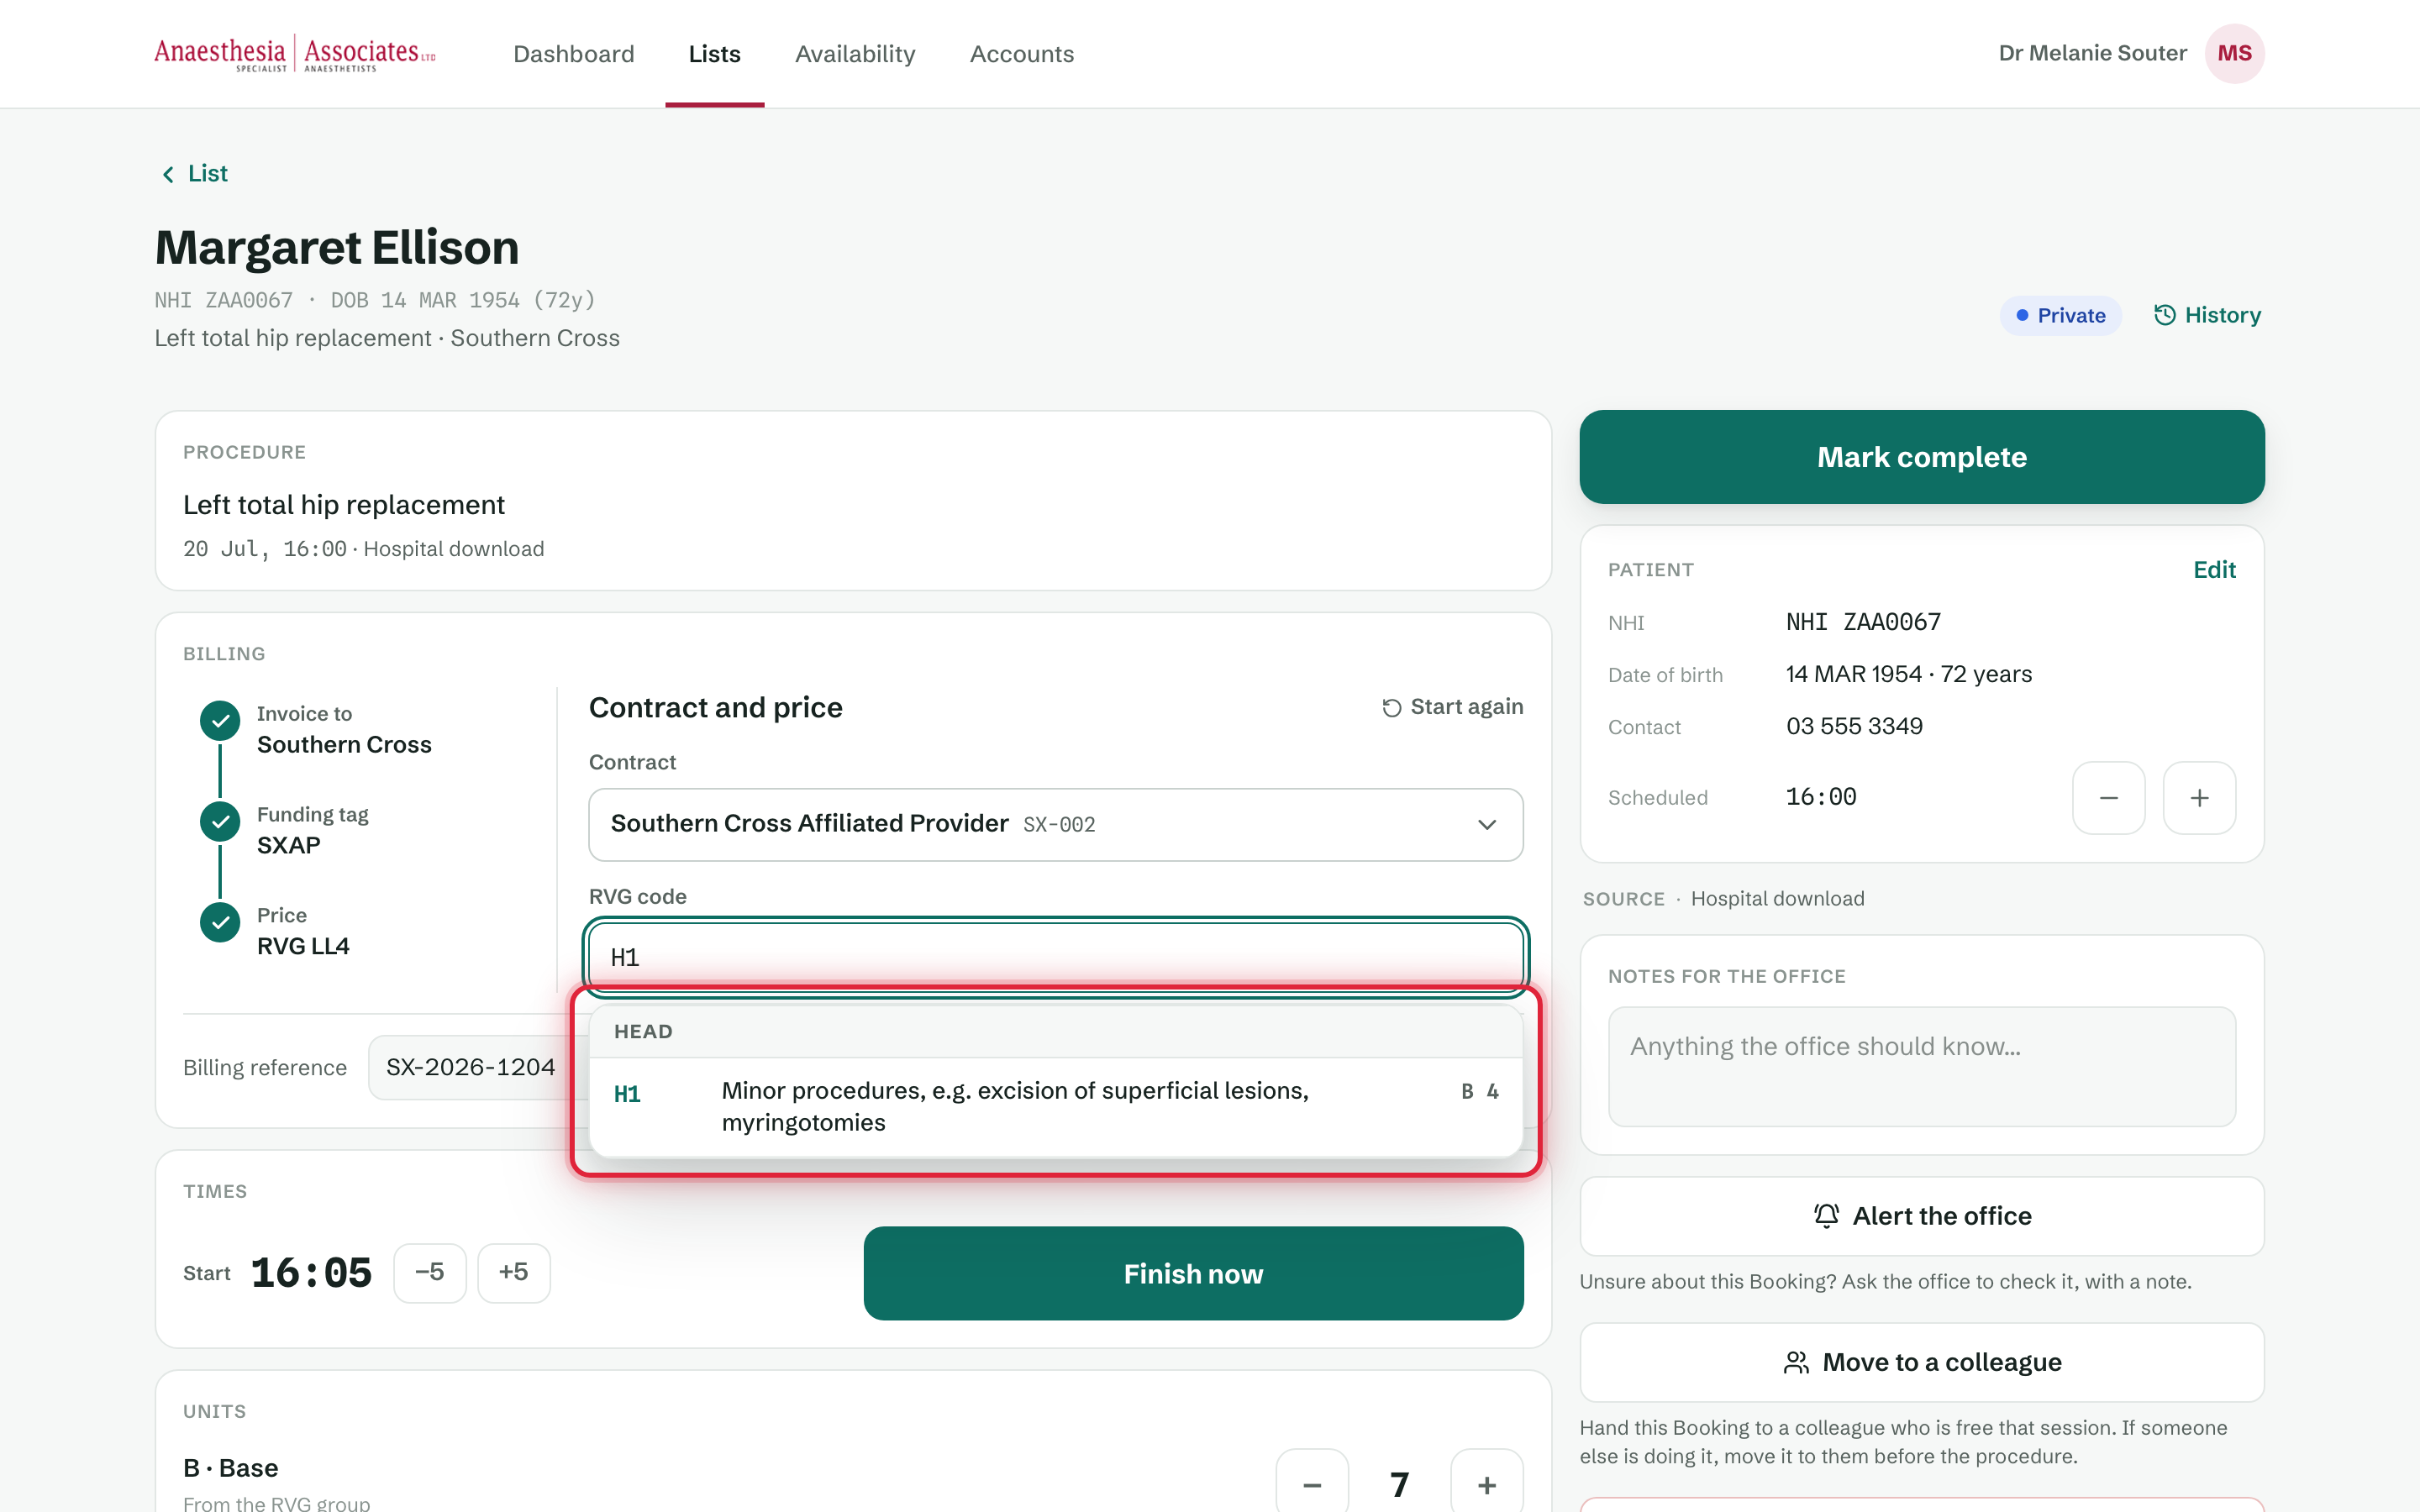 Anaesthesia Associates LTD
SPECIALIST ANAESTHETISTS
Dashboard
Lists
Availability
Accounts
Dr Melanie Souter
MS
List
Margaret Ellison
NHI ZAA0067 · DOB 14 MAR 1954 (72y)
Left total hip replacement · Southern Cross
Private
History
PROCEDURE
Left total hip replacement
20 Jul, 16:00 · Hospital download
BILLING
Invoice to
Southern Cross
Funding tag
SXAP
Price
RVG LL4
Contract and price
Start again
Contract
Southern Cross Affiliated Provider SX-002
RVG code
H1
HEAD
H1 Minor procedures, e.g. excision of superficial lesions, B 4
myringotomies
Billing reference SX-2026-1204
TIMES
Start 16:05 −5 +5
Finish now
UNITS
B · Base
From the RVG group
− 7 +
Mark complete
PATIENT
Edit
NHI NHI ZAA0067
Date of birth 14 MAR 1954 · 72 years
Contact 03 555 3349
Scheduled 16:00 − +
SOURCE · Hospital download
NOTES FOR THE OFFICE
Anything the office should know...
Alert the office
Unsure about this Booking? Ask the office to check it, with a note.
Move to a colleague
Hand this Booking to a colleague who is free that session. If someone
else is doing it, move it to them before the procedure.